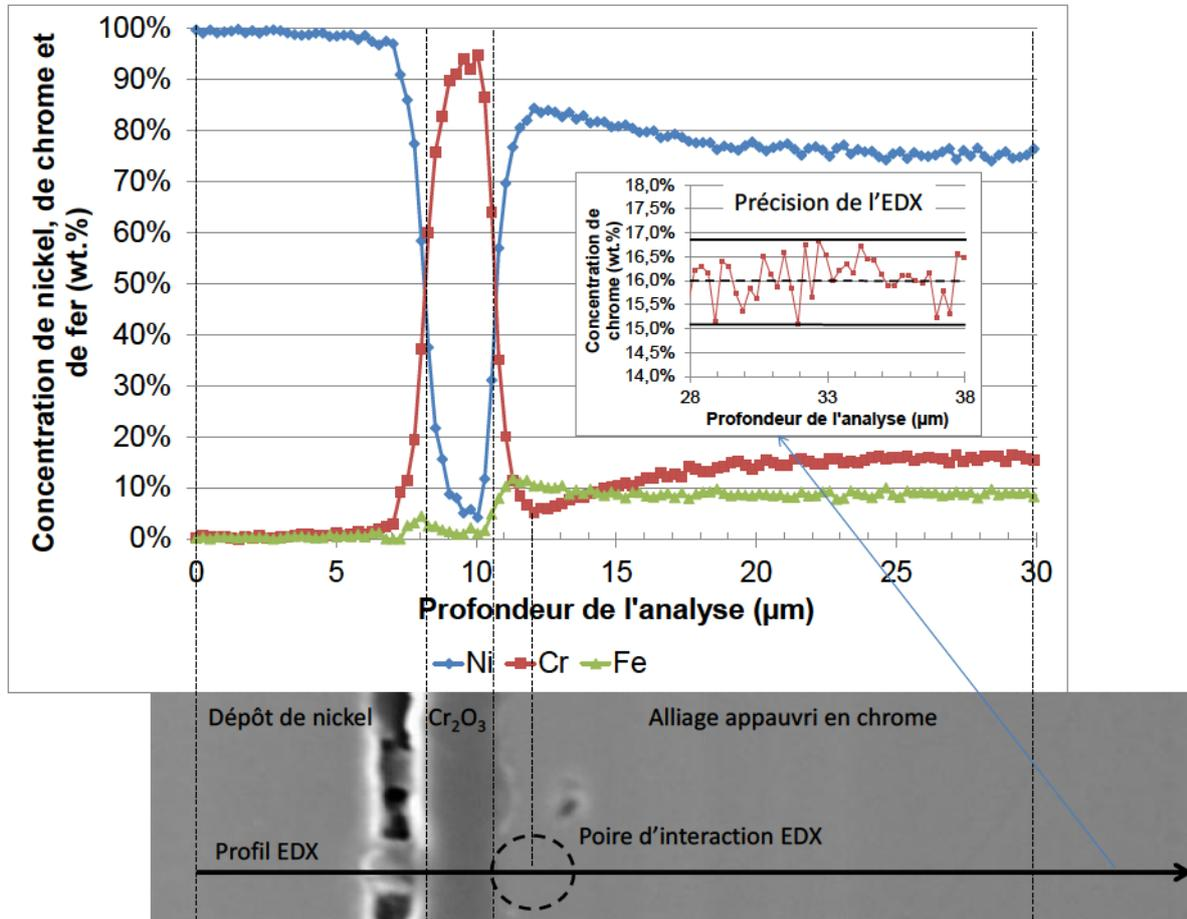 Concentration de nickel, de chrome et
de fer (wt.%)
100%
90%
80%
70%
60%
50%
40%
30%
20%
10%
0%
0 5 10 15 20 25 30
Profondeur de l'analyse (µm)
Ni Cr Fe
Précision de l'EDX
Concentration de
chrome (wt.%)
18,0%
17,5%
17,0%
16,5%
16,0%
15,5%
15,0%
14,5%
14,0%
28 33 38
Profondeur de l'analyse (µm)
Dépôt de nickel Cr₂O₃ Alliage appauvri en chrome
Profil EDX
Poire d'interaction EDX